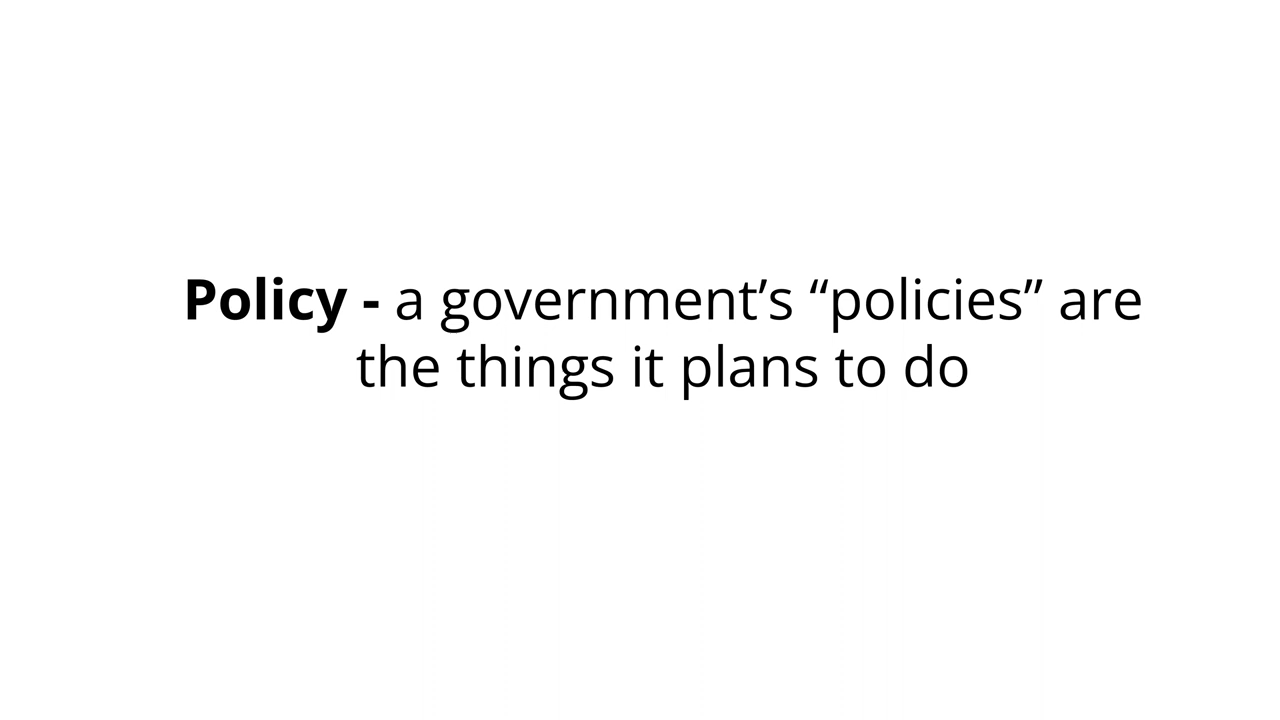 Policy - a government’s “policies” are
the things it plans to do